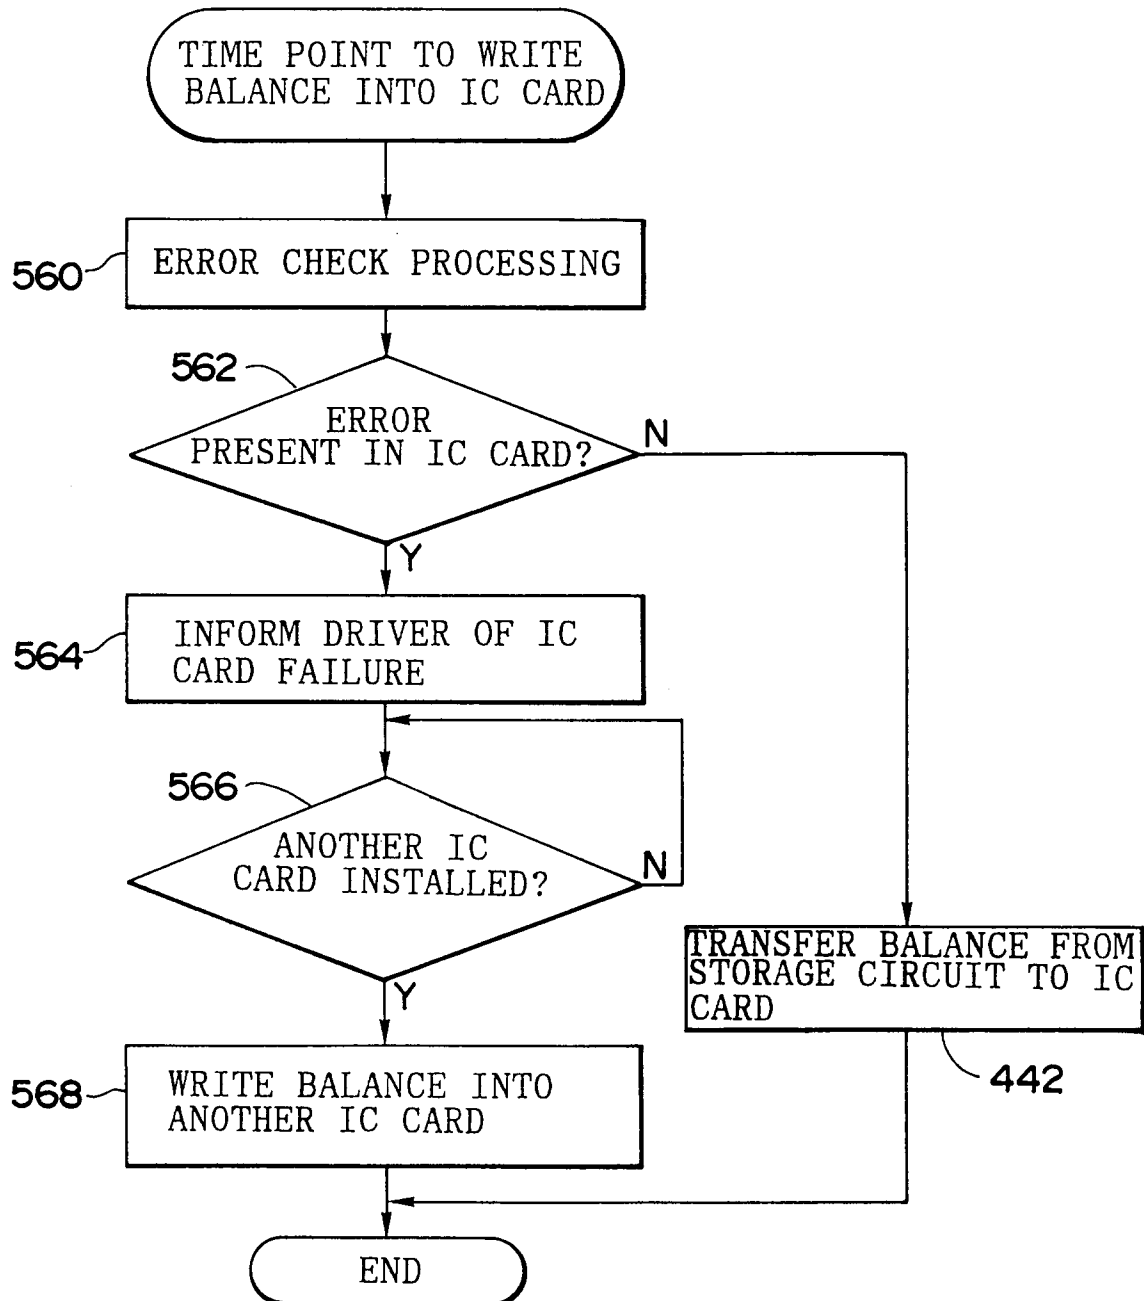 TIME POINT TO WRITE
BALANCE INTO IC CARD
560
ERROR CHECK PROCESSING
562
ERROR
PRESENT IN IC CARD?
N
Y
564
INFORM DRIVER OF IC
CARD FAILURE
566
ANOTHER IC
CARD INSTALLED?
N
Y
TRANSFER BALANCE FROM
STORAGE CIRCUIT TO IC
CARD
442
568
WRITE BALANCE INTO
ANOTHER IC CARD
END